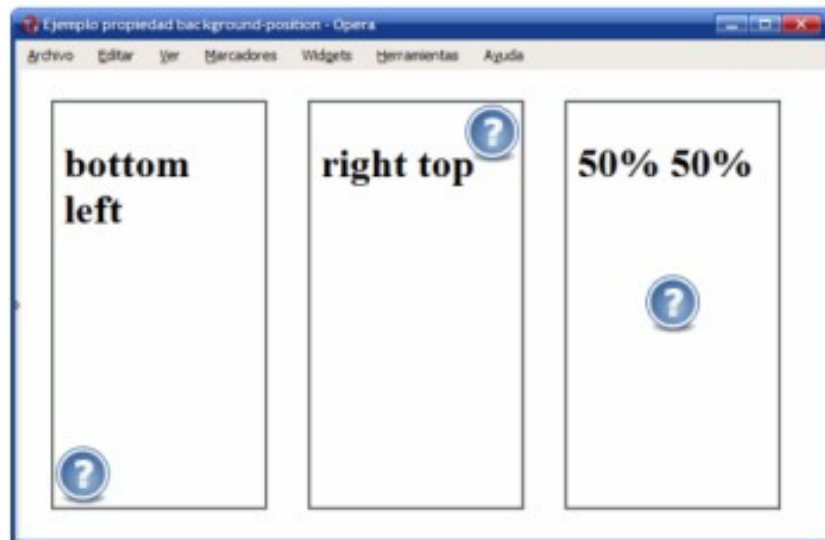 Ejemplo propiedad background-position - Opera
Archivo Editar Ver Marcadores Widgets Herramientas Ayuda
bottom
left
?
right top
?
50% 50%
?